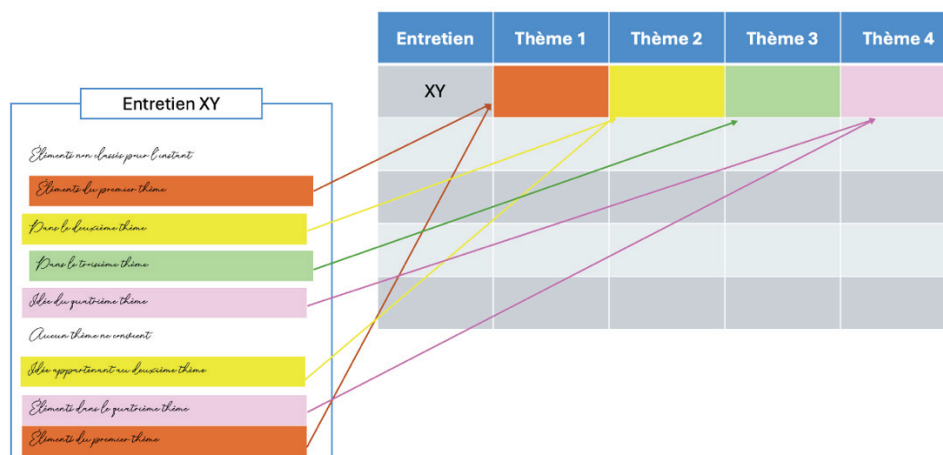 Entretien Thème 1 Thème 2 Thème 3 Thème 4
XY
Entretien XY
Éléments non classés pour l'instant
Éléments du premier thème
Dans le deuxième thème
Dans le troisième thème
Idée du quatrième thème
Aucun thème ne convient
Idée appartenant au deuxième thème
Éléments dans le quatrième thème
Éléments du premier thème